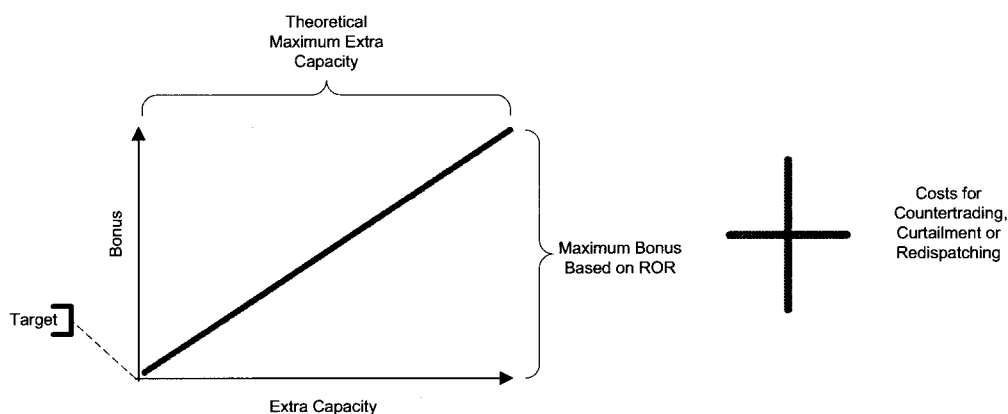 Theoretical
Maximum Extra
Capacity
Bonus
Maximum Bonus
Based on ROR
Costs for
Countertrading,
Curtailment or
Redispatching
Target
Extra Capacity